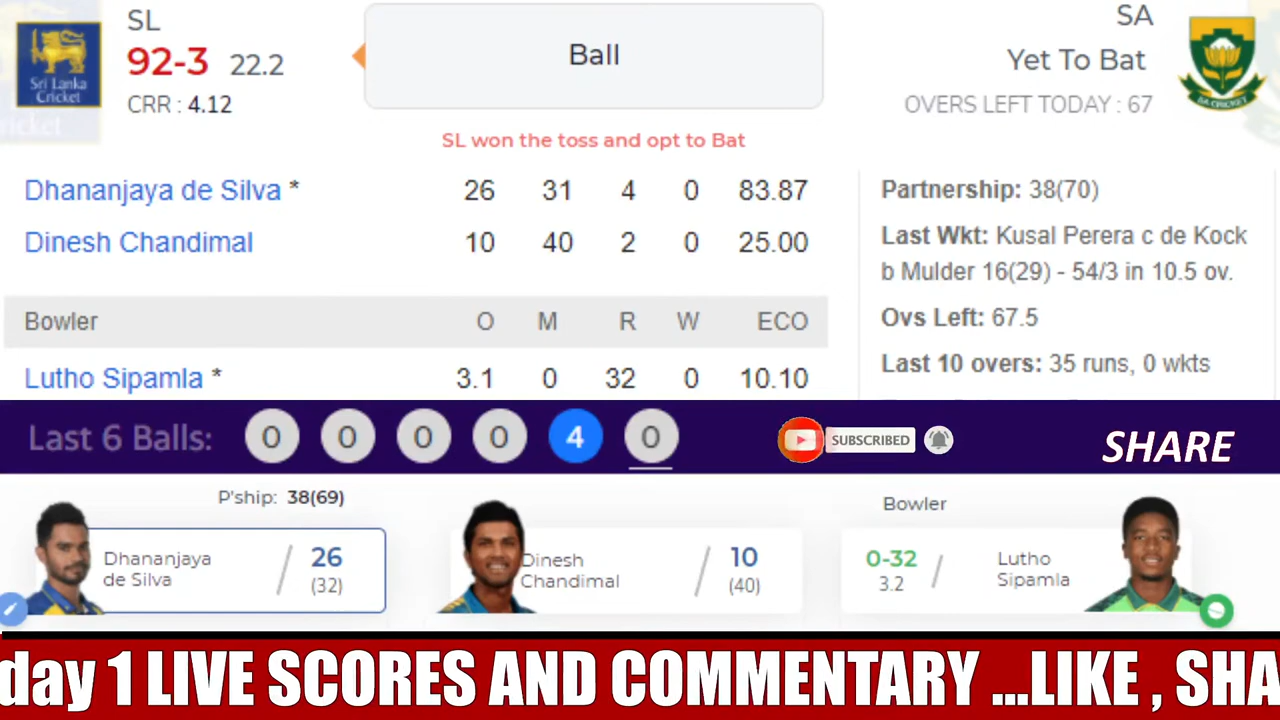 SL
92-3 22.2
CRR : 4.12
Sri Lanka
Cricket
Ball
SA
Yet To Bat
OVERS LEFT TODAY : 67
SA CRICKET
SL won the toss and opt to Bat
Dhananjaya de Silva * 26 31 4 0 83.87
Dinesh Chandimal 10 40 2 0 25.00
Bowler O M R W ECO
Lutho Sipamla * 3.1 0 32 0 10.10
Partnership: 38(70)
Last Wkt: Kusal Perera c de Kock
b Mulder 16(29) - 54/3 in 10.5 ov.
Ovs Left: 67.5
Last 10 overs: 35 runs, 0 wkts
Last 6 Balls: 0 0 0 0 4 0
SUBSCRIBED
SHARE
P'ship: 38(69)
Dhananjaya
de Silva
26
(32)
Dinesh
Chandimal
10
(40)
Bowler
0-32
3.2
Lutho
Sipamla
day 1 LIVE SCORES AND COMMENTARY ...LIKE , SHA